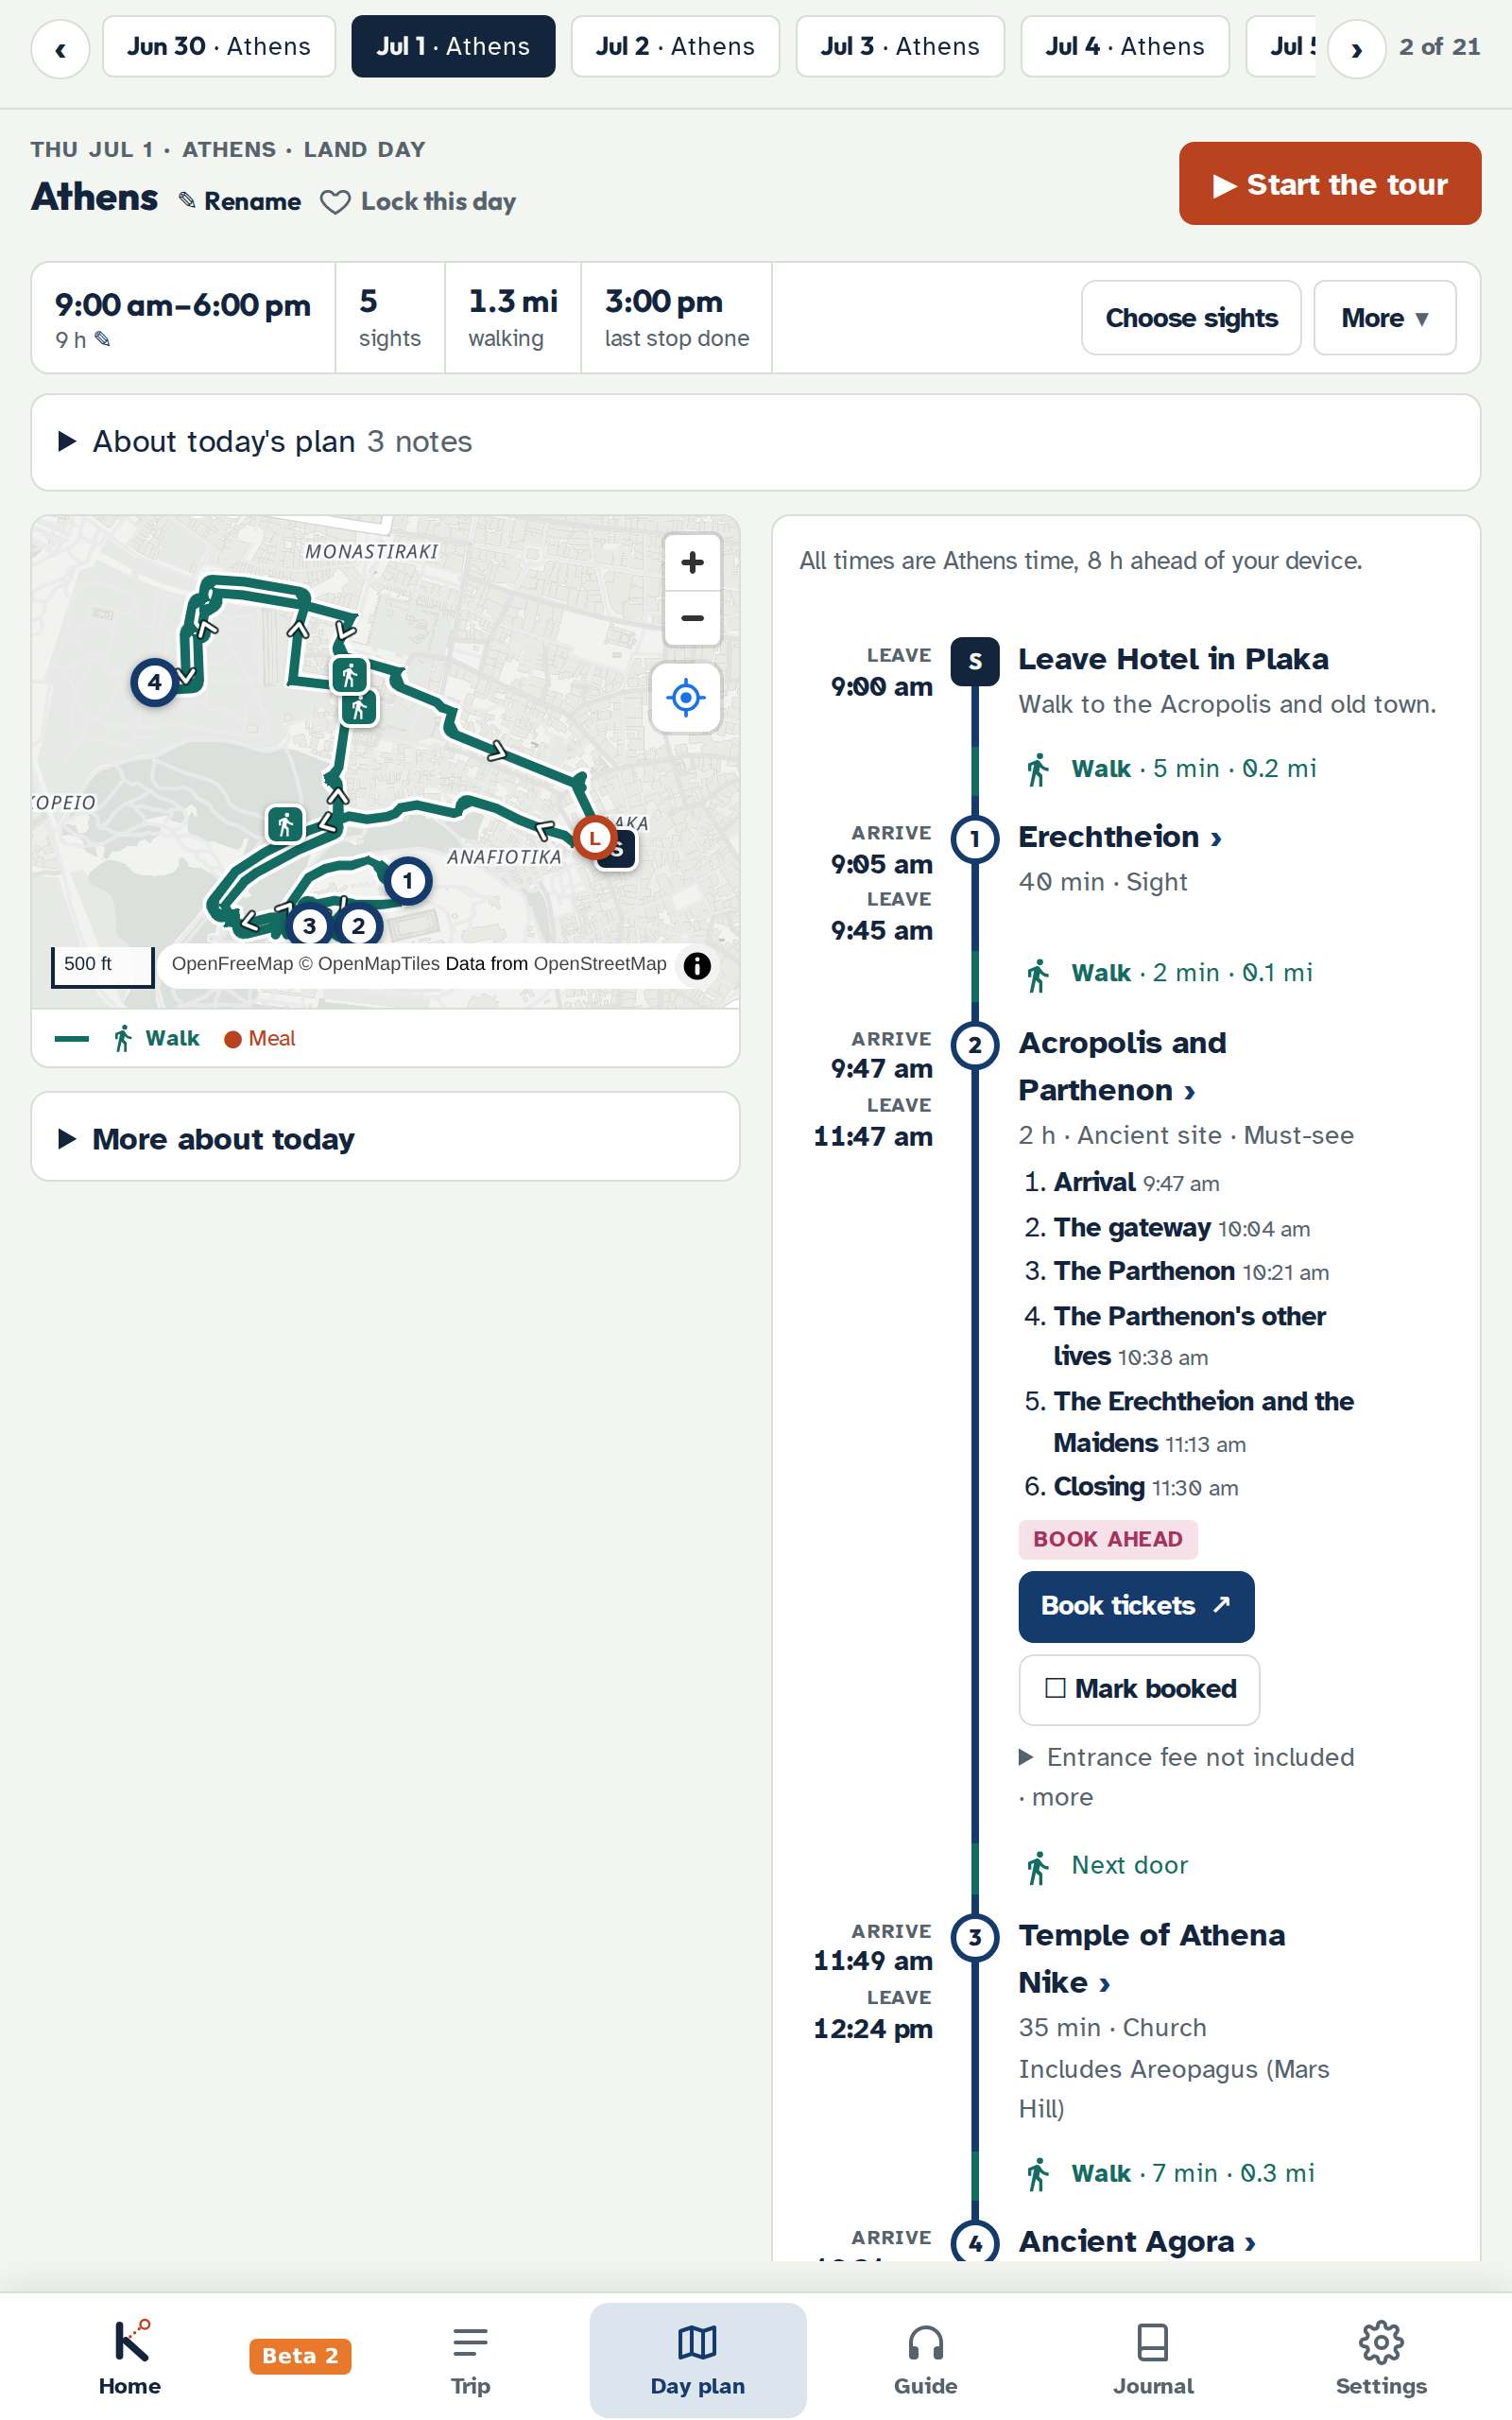 ‹
Jun 30 · Athens
Jul 1 · Athens
Jul 2 · Athens
Jul 3 · Athens
Jul 4 · Athens
Jul 5
›
2 of 21
THU JUL 1 · ATHENS · LAND DAY
Athens ✎ Rename ♡ Lock this day
▶ Start the tour
9:00 am–6:00 pm
9 h ✎
5
sights
1.3 mi
walking
3:00 pm
last stop done
Choose sights
More ▾
▶ About today's plan 3 notes
MONASTIRAKI
4
OPEIO
AKA
L
S
ANAFIOTIKA
1
3
2
500 ft
OpenFreeMap © OpenMapTiles Data from OpenStreetMap
Walk
Meal
▶ More about today
All times are Athens time, 8 h ahead of your device.
LEAVE
9:00 am
S
Leave Hotel in Plaka
Walk to the Acropolis and old town.
Walk · 5 min · 0.2 mi
ARRIVE
9:05 am
LEAVE
9:45 am
1
Erechtheion ›
40 min · Sight
Walk · 2 min · 0.1 mi
ARRIVE
9:47 am
LEAVE
11:47 am
2
Acropolis and
Parthenon ›
2 h · Ancient site · Must-see
1. Arrival 9:47 am
2. The gateway 10:04 am
3. The Parthenon 10:21 am
4. The Parthenon's other
lives 10:38 am
5. The Erechtheion and the
Maidens 11:13 am
6. Closing 11:30 am
BOOK AHEAD
Book tickets ↗
☐ Mark booked
▶ Entrance fee not included
· more
Next door
ARRIVE
11:49 am
LEAVE
12:24 pm
3
Temple of Athena
Nike ›
35 min · Church
Includes Areopagus (Mars
Hill)
Walk · 7 min · 0.3 mi
ARRIVE
4
Ancient Agora ›
Home
Beta 2
Trip
Day plan
Guide
Journal
Settings